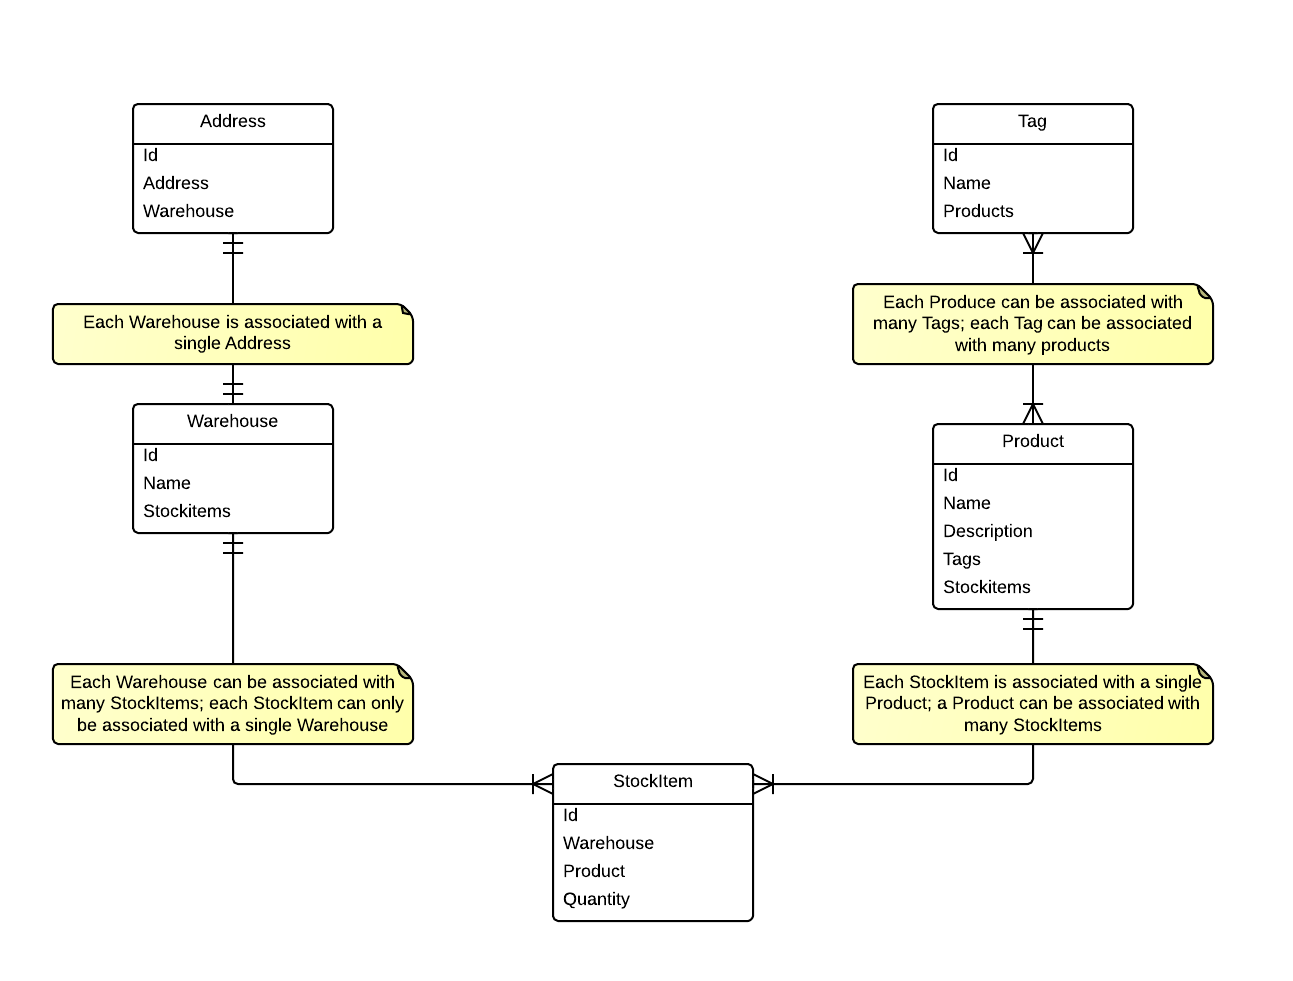 Address
Id
Address
Warehouse
Each Warehouse is associated with a
single Address
Warehouse
Id
Name
Stockitems
Each Warehouse can be associated with
many StockItems; each StockItem can only
be associated with a single Warehouse
Tag
Id
Name
Products
Each Produce can be associated with
many Tags; each Tag can be associated
with many products
Product
Id
Name
Description
Tags
Stockitems
Each StockItem is associated with a single
Product; a Product can be associated with
many StockItems
StockItem
Id
Warehouse
Product
Quantity